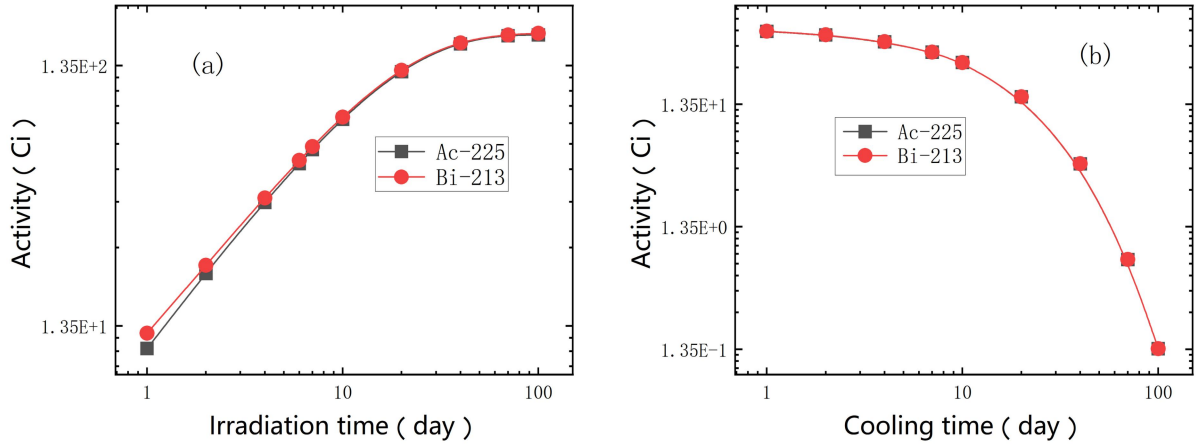 (a)
1.35E+2
1.35E+1
Activity ( Ci )
Ac-225
Bi-213
1
10
100
Irradiation time ( day )
(b)
1.35E+1
1.35E+0
1.35E-1
Activity ( Ci )
Ac-225
Bi-213
1
10
100
Cooling time ( day )